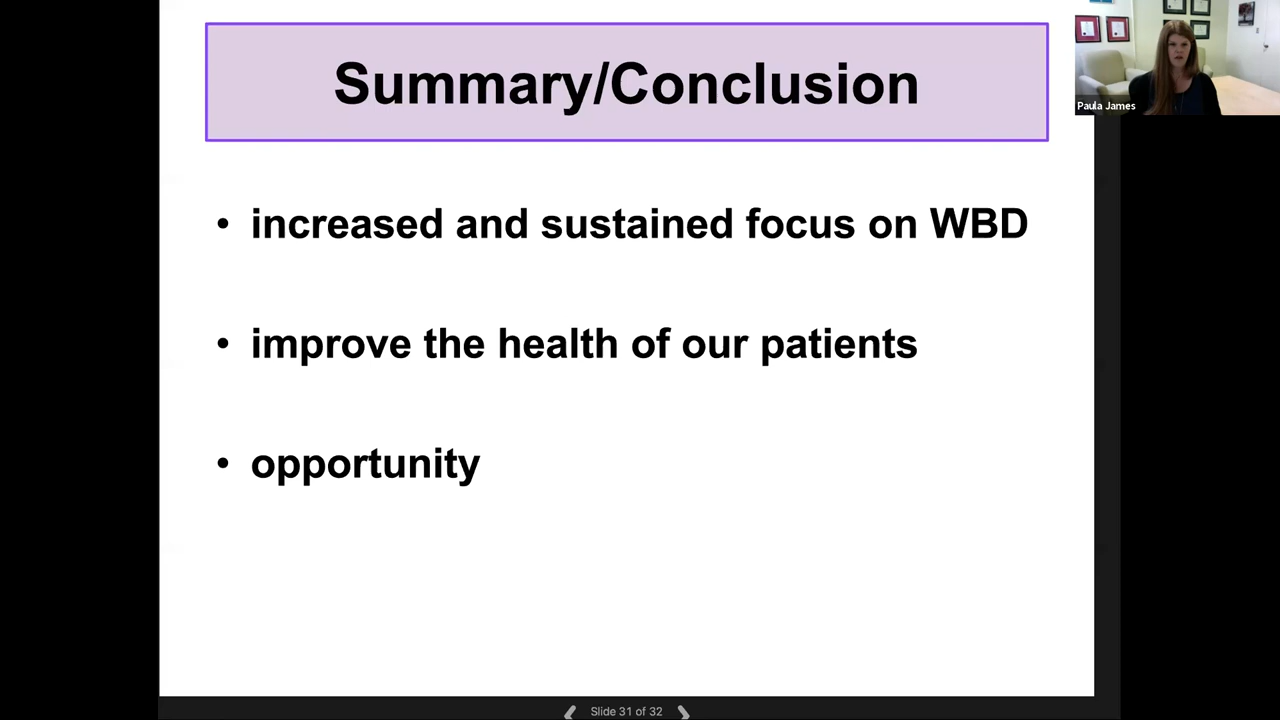 Summary/Conclusion
Paula James
• increased and sustained focus on WBD
• improve the health of our patients
• opportunity
Slide 31 of 32